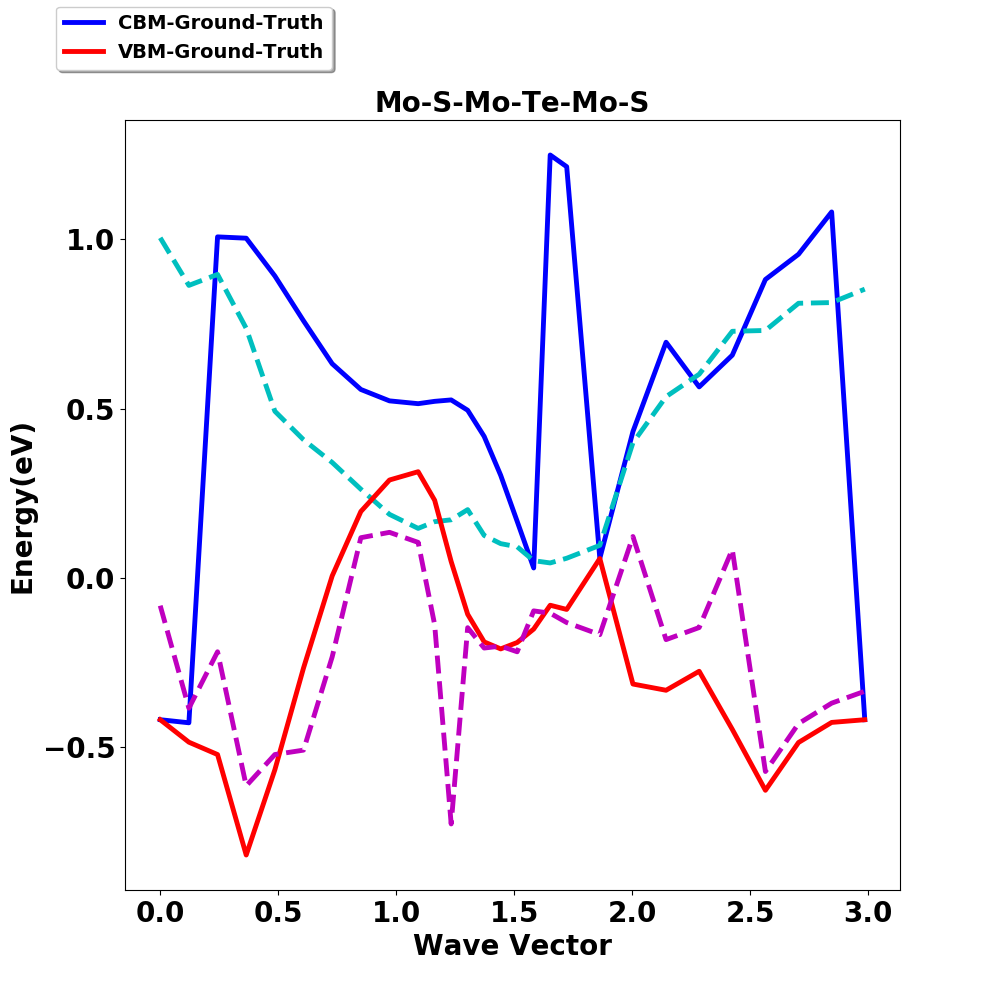 CBM-Ground-Truth
VBM-Ground-Truth
Mo-S-Mo-Te-Mo-S
Energy(eV)
1.0
0.5
0.0
−0.5
0.0 0.5 1.0 1.5 2.0 2.5 3.0
Wave Vector